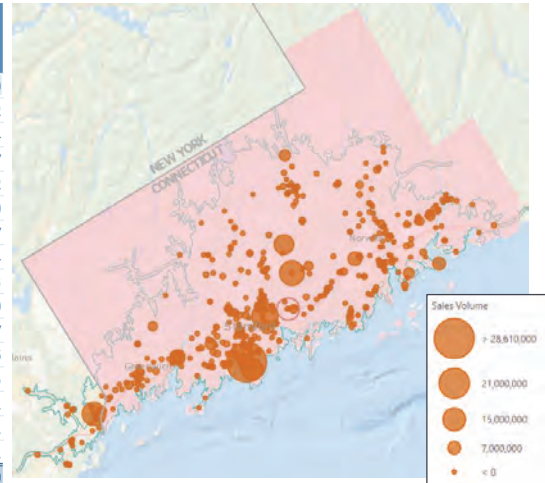 NEW YORK
CONNECTICUT
Sales Volume
> 28,610,000
21,000,000
15,000,000
7,000,000
< 0